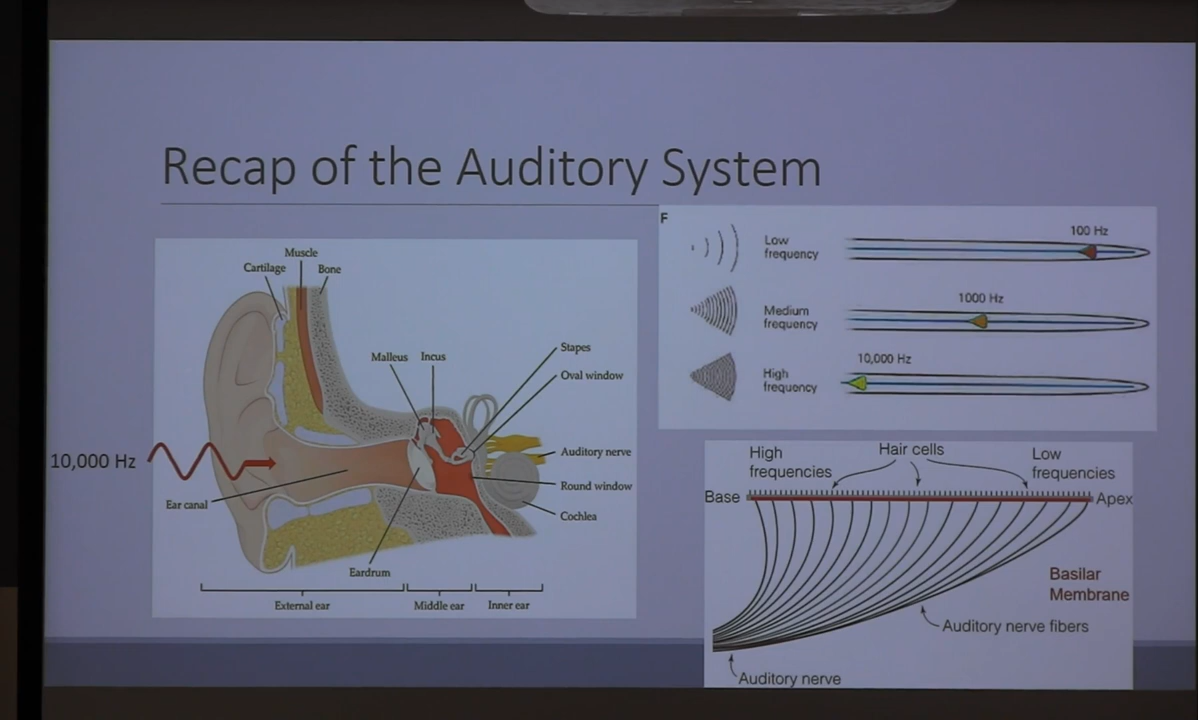 Recap of the Auditory System
Muscle
Cartilage
Bone
Malleus
Incus
Stapes
Oval window
10,000 Hz
Auditory nerve
Round window
Ear canal
Cochlea
Eardrum
External ear
Middle ear
Inner ear
F
Low
frequency
100 Hz
Medium
frequency
1000 Hz
High
frequency
10,000 Hz
High
frequencies
Hair cells
Low
frequencies
Base
Apex
Basilar
Membrane
Auditory nerve fibers
Auditory nerve